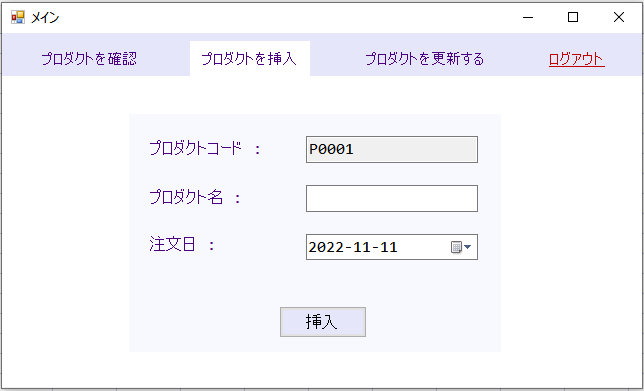 メイン
プロダクトを確認 プロダクトを挿入 プロダクトを更新する ログアウト
プロダクトコード : P0001
プロダクト名 :
注文日 : 2022-11-11
挿入